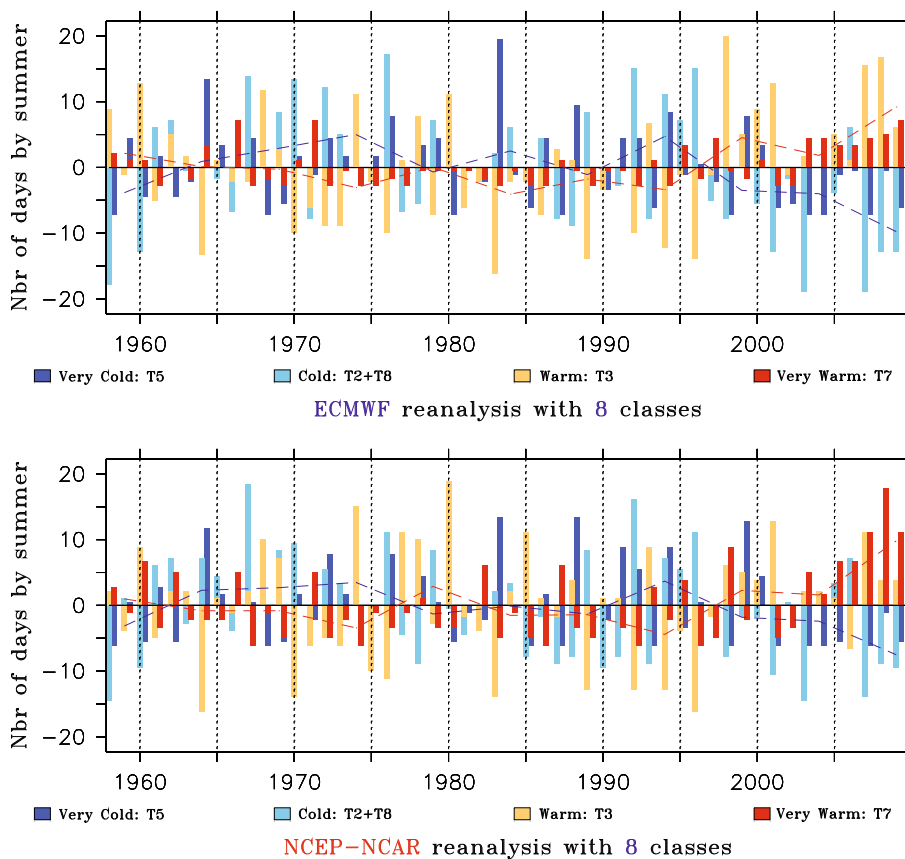 Nbr of days by summer
20
10
0
−10
−20
1960 1970 1980 1990 2000
Very Cold: T5 Cold: T2+T8 Warm: T3 Very Warm: T7
ECMWF reanalysis with 8 classes
Nbr of days by summer
20
10
0
−10
−20
1960 1970 1980 1990 2000
Very Cold: T5 Cold: T2+T8 Warm: T3 Very Warm: T7
NCEP−NCAR reanalysis with 8 classes